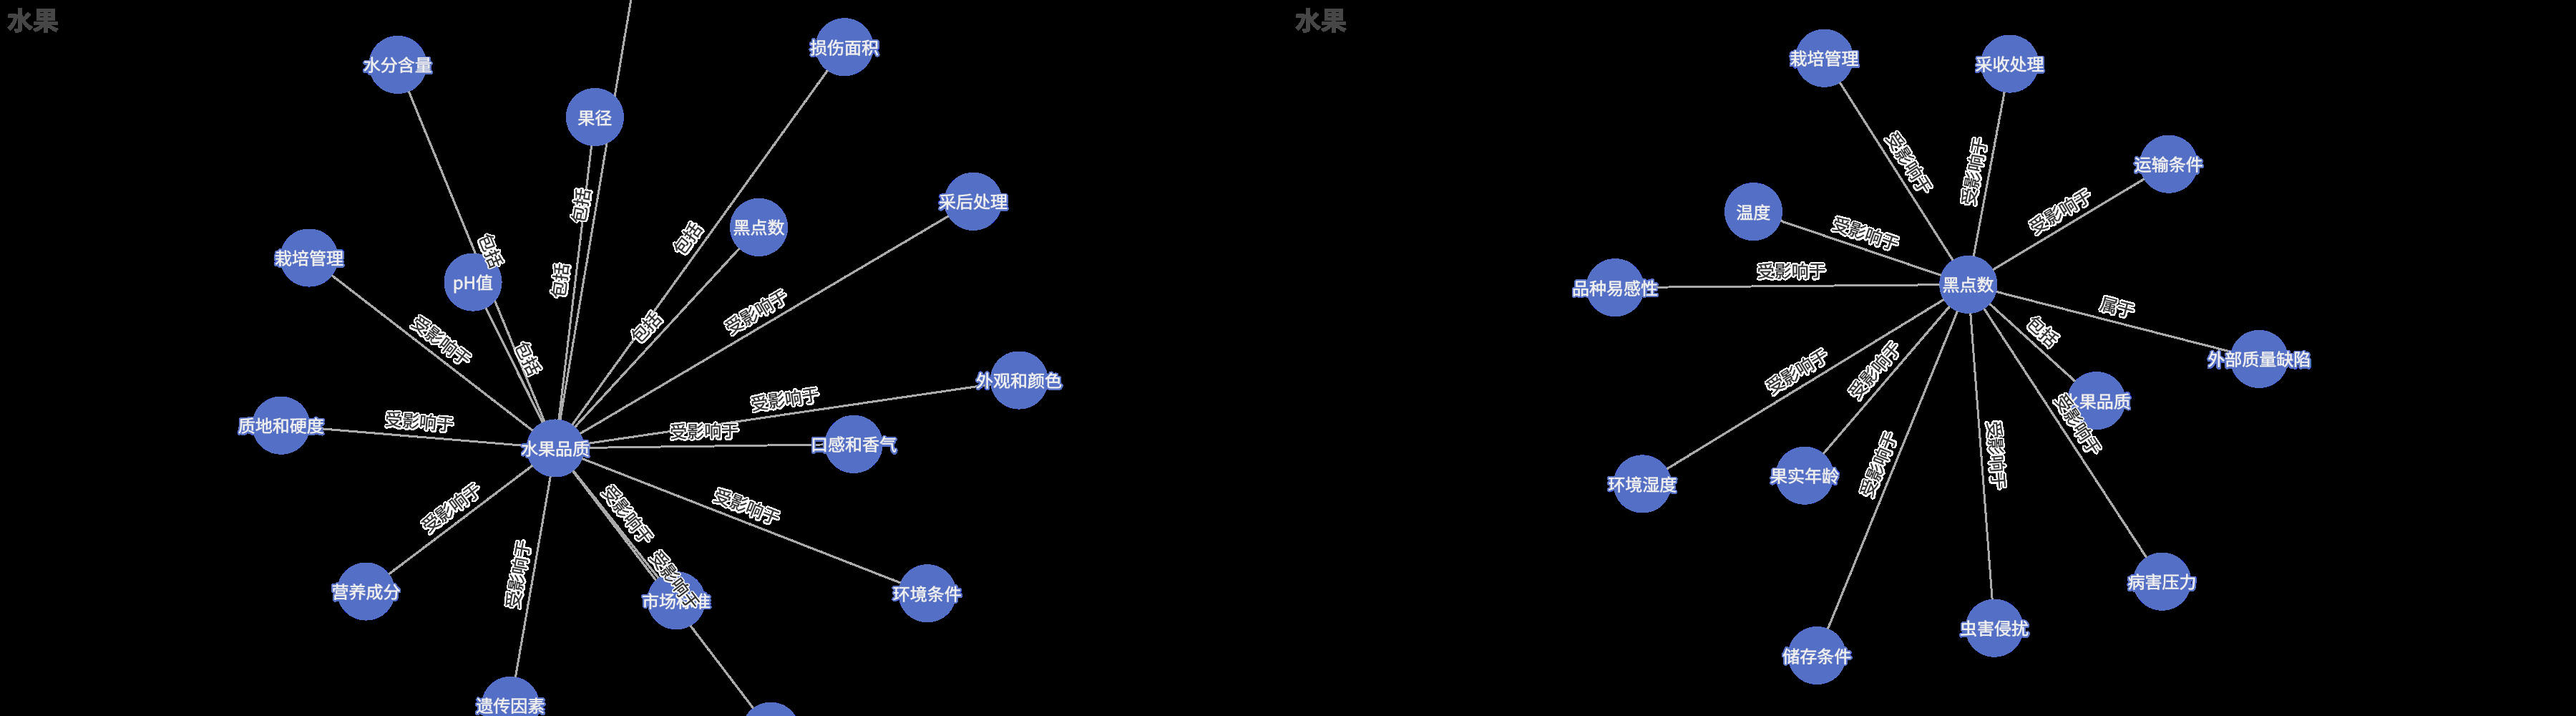 水果
水分含量
损伤面积
果径
包括
采后处理
黑点数
包括
包括
栽培管理
pH值
包括
包括
受影响于
包括
受影响于
包括
外观和颜色
受影响于
质地和硬度
受影响于
受影响于
口感和香气
水果品质
受影响于
受影响于
受影响于
受影响于
受影响于
营养成分
市场标准
环境条件
遗传因素
水果
栽培管理
采收处理
受影响于
受影响于
运输条件
温度
受影响于
受影响于
受影响于
品种易感性
黑点数
属于
包括
外部质量缺陷
受影响于
受影响于
水果品质
受影响于
受影响于
受影响于
环境湿度
果实年龄
病害压力
虫害侵扰
储存条件